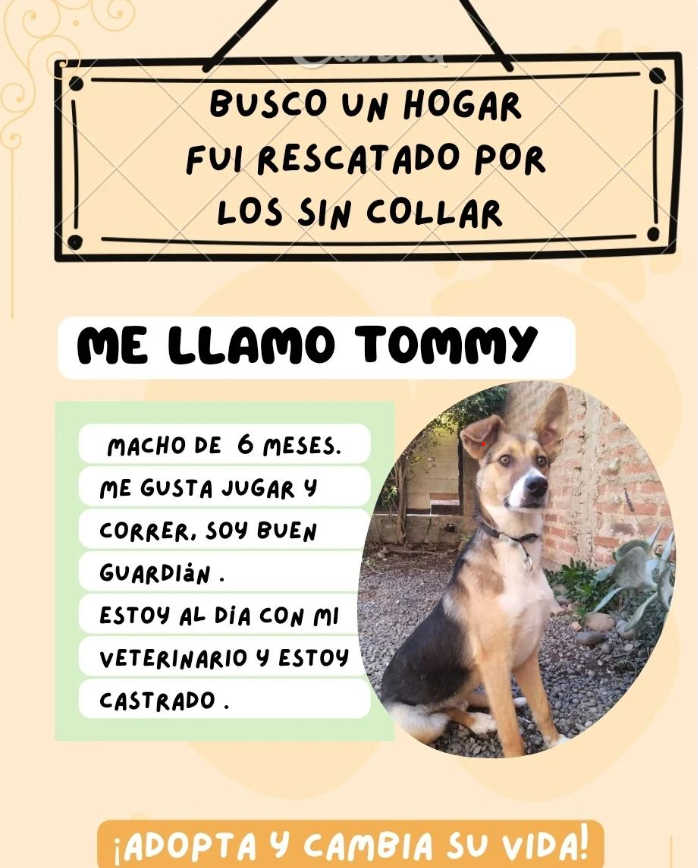 BUSCO UN HOGAR
FUI RESCATADO POR
LOS SIN COLLAR
ME LLAMO TOMMY
MACHO DE 6 MESES.
ME GUSTA JUGAR Y
CORRER, SOY BUEN
GUARDIáN .
ESTOY AL DÍA CON MI
VETERINARIO Y ESTOY
CASTRADO .
¡ADOPTA Y CAMBIA SU VIDA!